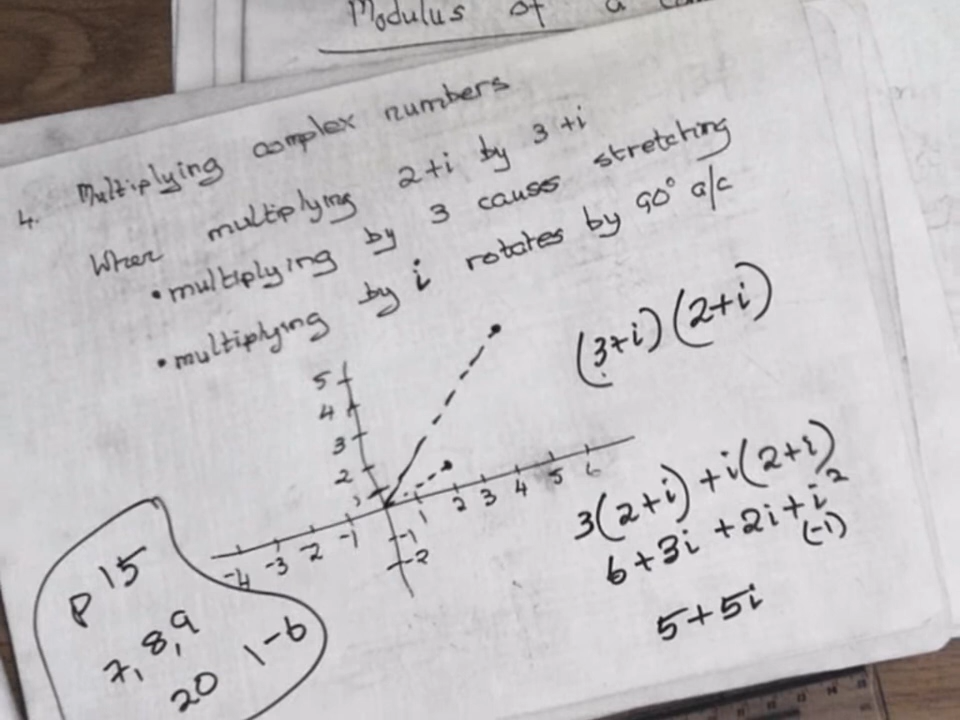 Modulus of a
4. Multiplying complex numbers
When multiplying 2+i by 3+i
• multiplying by 3 causes stretching
• multiplying by i rotates by 90° a/c
(3+i)(2+i)
5
4
3
2
1
-4 -3 -2 -1 1 2 3 4 5 6
-1
-2
3(2+i)+i(2+i)
6+3i +2i+i²
(-1)
5+5i
P 15
7, 8, 9
20 1-6